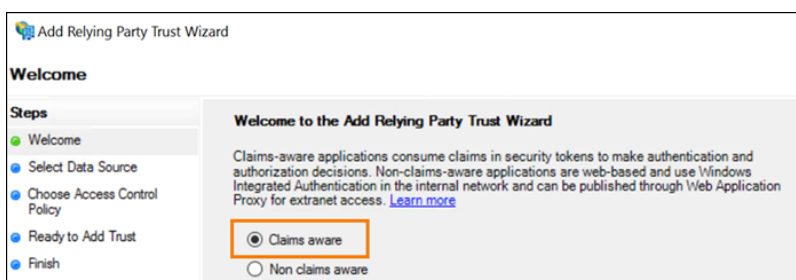 Add Relying Party Trust Wizard
Welcome
Steps
Welcome
Select Data Source
Choose Access Control
Policy
Ready to Add Trust
Finish
Welcome to the Add Relying Party Trust Wizard
Claims-aware applications consume claims in security tokens to make authentication and
authorization decisions. Non-claims-aware applications are web-based and use Windows
Integrated Authentication in the internal network and can be published through Web Application
Proxy for extranet access. Learn more
Claims aware
Non claims aware